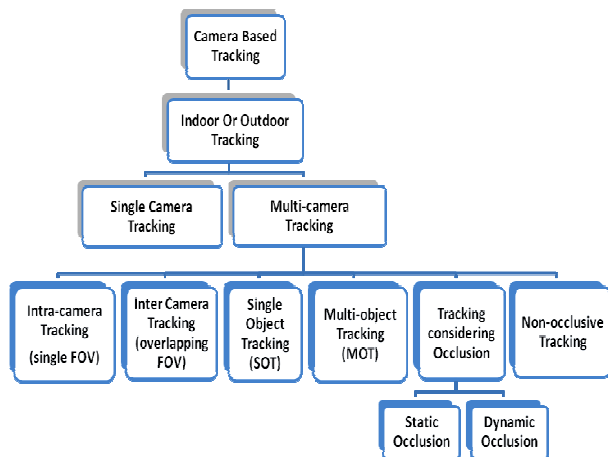 Camera Based
Tracking
Indoor Or Outdoor
Tracking
Single Camera
Tracking
Multi-camera
Tracking
Intra-camera
Tracking
(single FOV)
Inter Camera
Tracking
(overlapping
FOV)
Single
Object
Tracking
(SOT)
Multi-object
Tracking
(MOT)
Tracking
considering
Occlusion
Non-occlusive
Tracking
Static
Occlusion
Dynamic
Occlusion